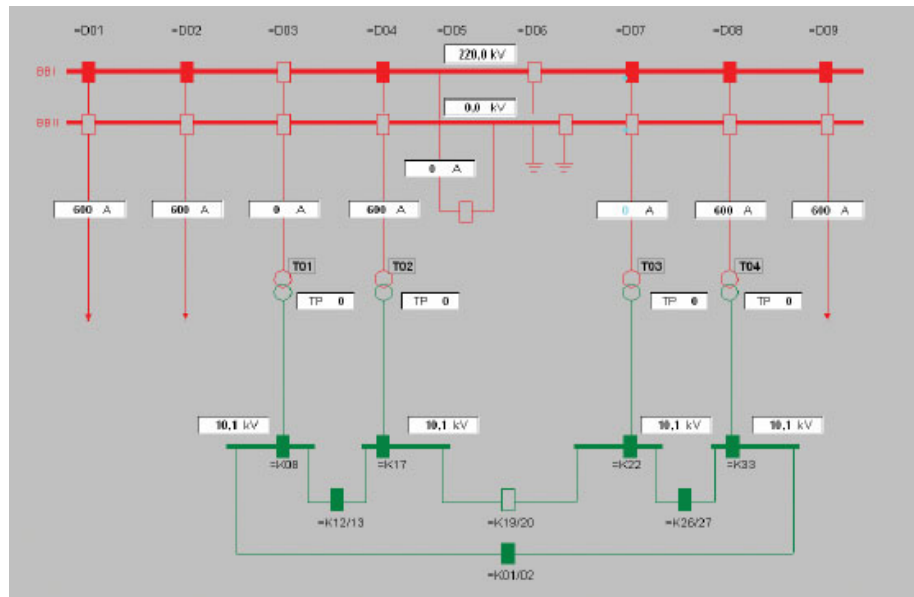 =D01 =D02 =D03 =D04 =D05 =D06 =D07 =D08 =D09
220,0 kV
BB I
0,0 kV
BB II
0 A
600 A 600 A 0 A 600 A 0 A 600 A 600 A
T01 T02 T03 T04
TP 0 TP 0 TP 0 TP 0
10,1 kV 10,1 kV 10,1 kV 10,1 kV
=K08 =K17 =K22 =K33
=K12/13 =K19/20 =K26/27
=K01/02